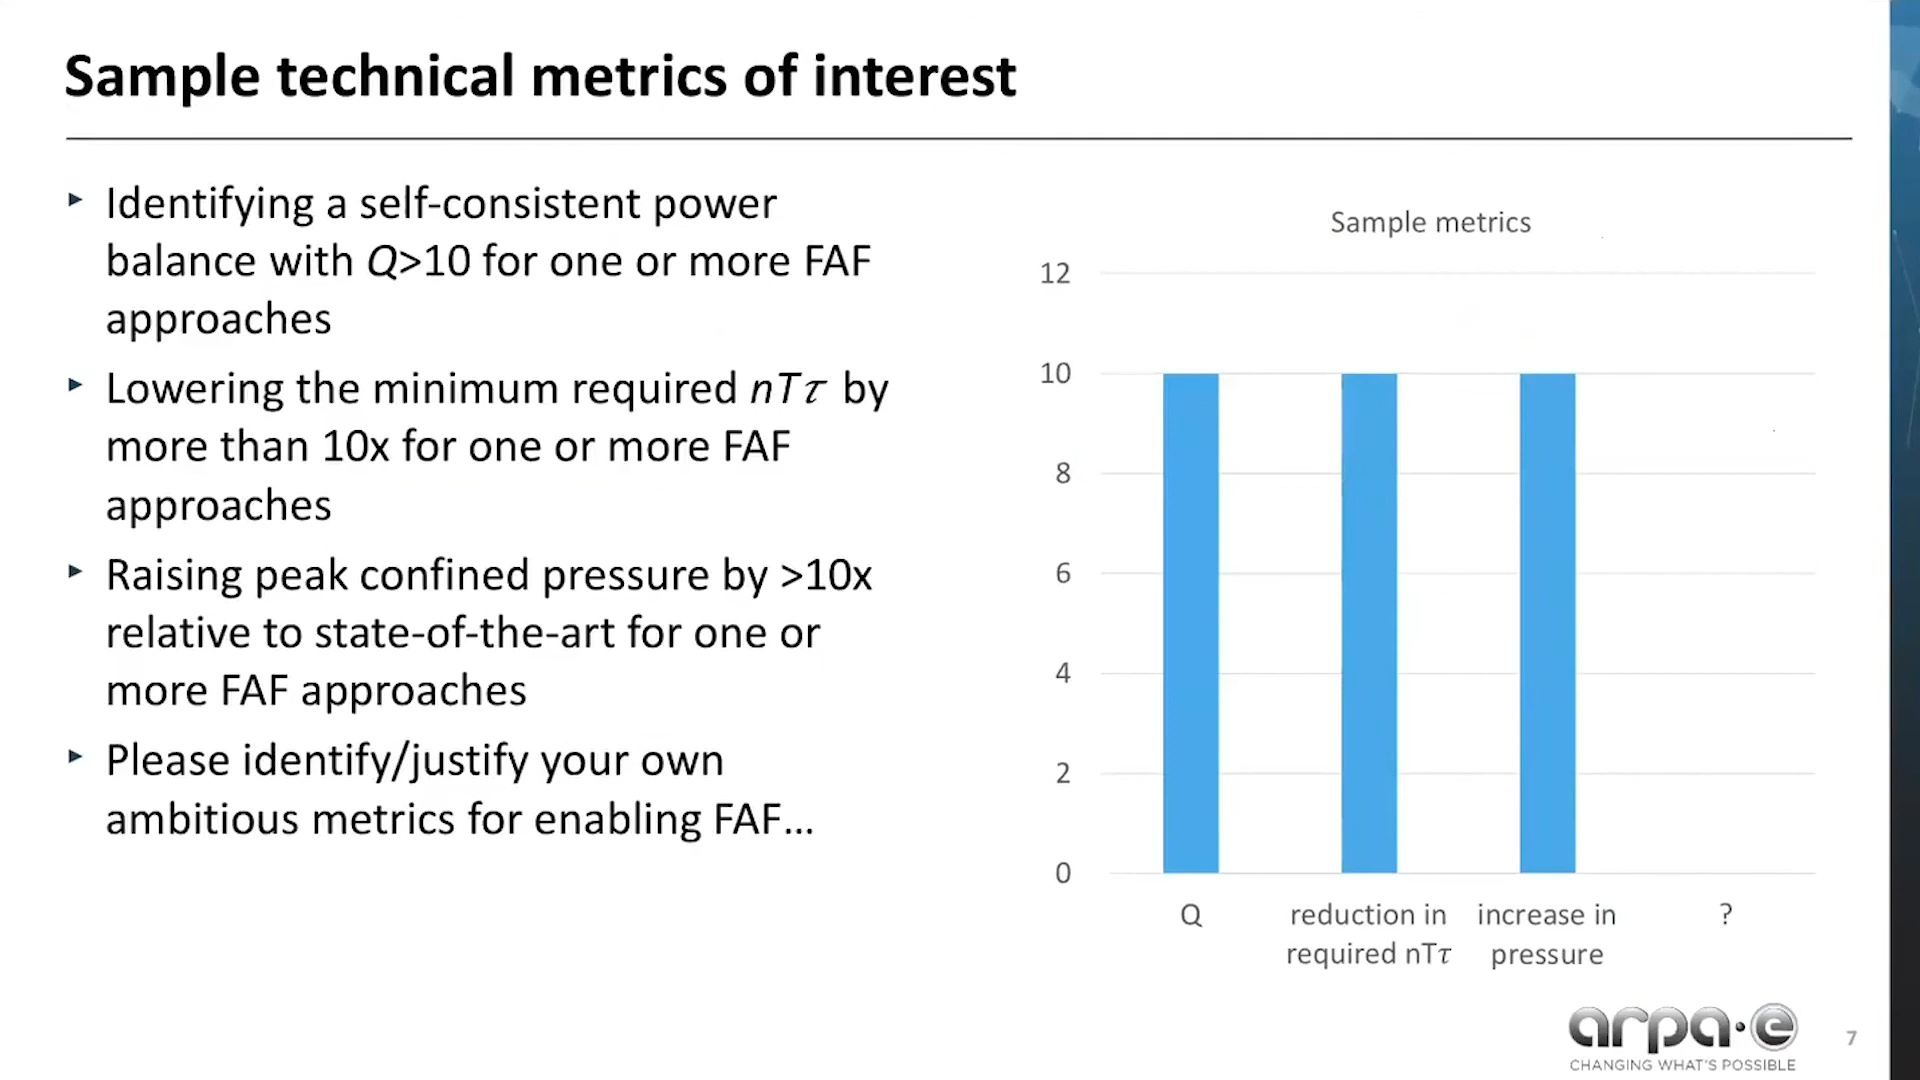 Sample technical metrics of interest
▸ Identifying a self-consistent power
balance with Q>10 for one or more FAF
approaches
▸ Lowering the minimum required nTτ by
more than 10x for one or more FAF
approaches
▸ Raising peak confined pressure by >10x
relative to state-of-the-art for one or
more FAF approaches
▸ Please identify/justify your own
ambitious metrics for enabling FAF...
Sample metrics
12
10
8
6
4
2
0
Q
reduction in
required nTτ
increase in
pressure
?
arpa·e
CHANGING WHAT'S POSSIBLE
7